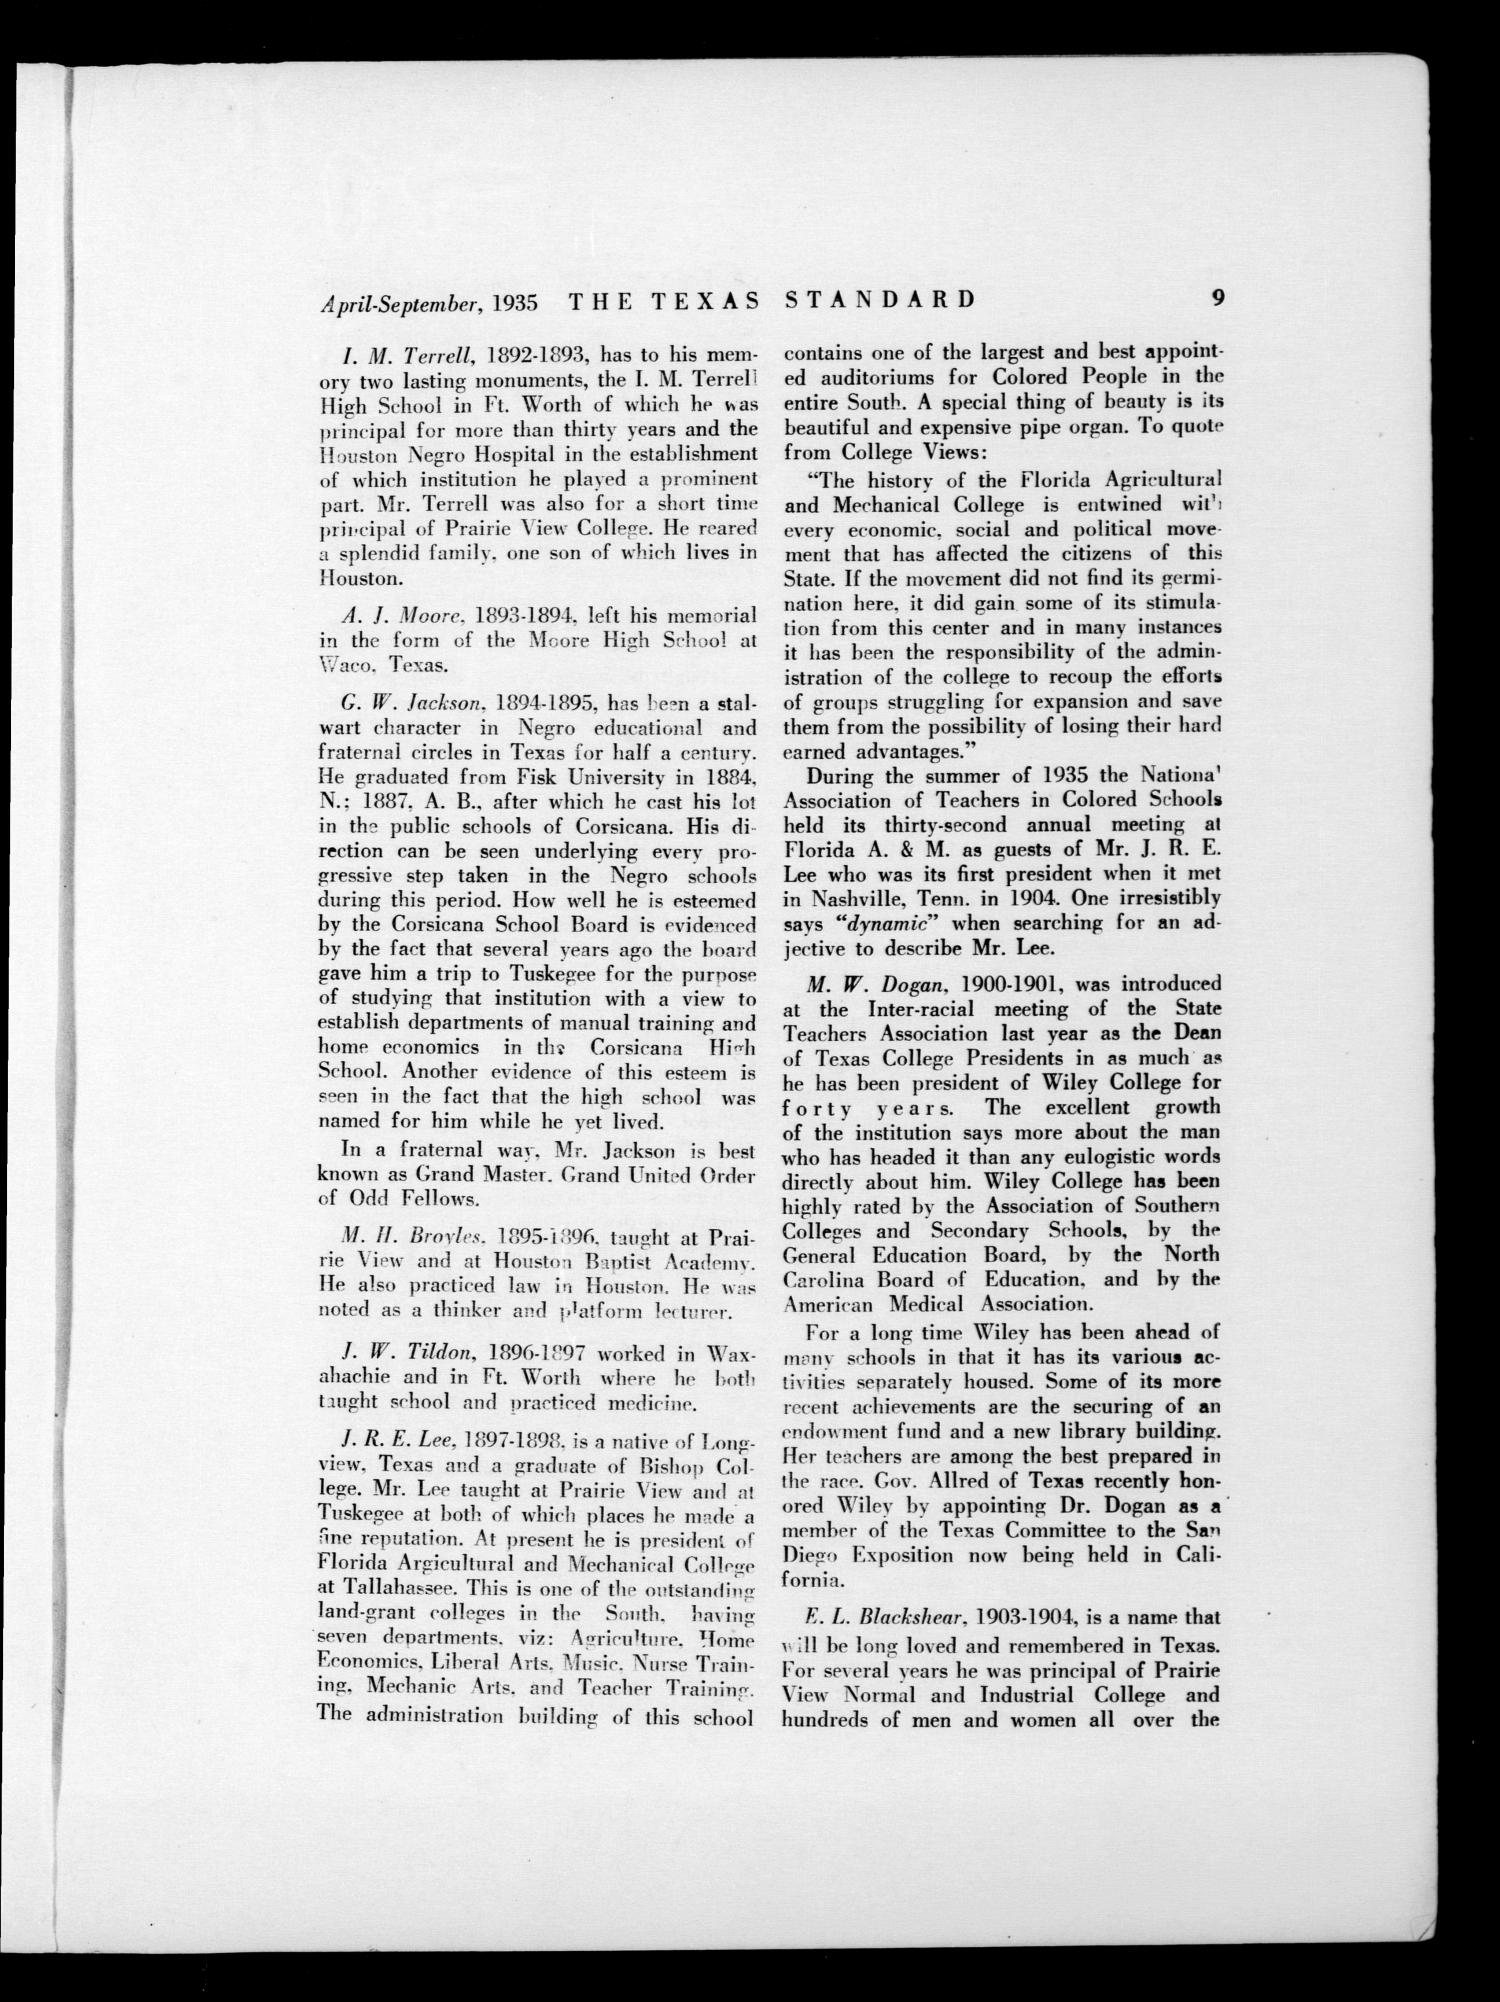 April-September, 1935 THE TEXAS STANDARD 9
I. M. Terrell, 1892-1893, has to his mem-
ory two lasting monuments, the I. M. Terrell
High School in Ft. Worth of which he was
principal for more than thirty years and the
Houston Negro Hospital in the establishment
of which institution he played a prominent
part. Mr. Terrell was also for a short time
principal of Prairie View College. He reared
a splendid family, one son of which lives in
Houston.
A. J. Moore, 1893-1894, left his memorial
in the form of the Moore High School at
Waco, Texas.
G. W. Jackson, 1894-1895, has been a stal-
wart character in Negro educational and
fraternal circles in Texas for half a century.
He graduated from Fisk University in 1884,
N.; 1887, A. B., after which he cast his lot
in the public schools of Corsicana. His di-
rection can be seen underlying every pro-
gressive step taken in the Negro schools
during this period. How well he is esteemed
by the Corsicana School Board is evidenced
by the fact that several years ago the board
gave him a trip to Tuskegee for the purpose
of studying that institution with a view to
establish departments of manual training and
home economics in the Corsicana High
School. Another evidence of this esteem is
seen in the fact that the high school was
named for him while he yet lived.
In a fraternal way, Mr. Jackson is best
known as Grand Master, Grand United Order
of Odd Fellows.
M. H. Broyles, 1895-1896, taught at Prai-
rie View and at Houston Baptist Academy.
He also practiced law in Houston. He was
noted as a thinker and platform lecturer.
J. W. Tildon, 1896-1897 worked in Wax-
ahachie and in Ft. Worth where he both
taught school and practiced medicine.
J. R. E. Lee, 1897-1898, is a native of Long-
view, Texas and a graduate of Bishop Col-
lege. Mr. Lee taught at Prairie View and at
Tuskegee at both of which places he made a
fine reputation. At present he is president of
Florida Argicultural and Mechanical College
at Tallahassee. This is one of the outstanding
land-grant colleges in the South, having
seven departments, viz: Agriculture, Home
Economics, Liberal Arts, Music, Nurse Train-
ing, Mechanic Arts, and Teacher Training.
The administration building of this school
contains one of the largest and best appoint-
ed auditoriums for Colored People in the
entire South. A special thing of beauty is its
beautiful and expensive pipe organ. To quote
from College Views:
"The history of the Florida Agricultural
and Mechanical College is entwined with
every economic, social and political move-
ment that has affected the citizens of this
State. If the movement did not find its germi-
nation here, it did gain some of its stimula-
tion from this center and in many instances
it has been the responsibility of the admin-
istration of the college to recoup the efforts
of groups struggling for expansion and save
them from the possibility of losing their hard
earned advantages."
During the summer of 1935 the National
Association of Teachers in Colored Schools
held its thirty-second annual meeting at
Florida A. & M. as guests of Mr. J. R. E.
Lee who was its first president when it met
in Nashville, Tenn. in 1904. One irresistibly
says "dynamic" when searching for an ad-
jective to describe Mr. Lee.
M. W. Dogan, 1900-1901, was introduced
at the Inter-racial meeting of the State
Teachers Association last year as the Dean
of Texas College Presidents in as much as
he has been president of Wiley College for
forty years. The excellent growth
of the institution says more about the man
who has headed it than any eulogistic words
directly about him. Wiley College has been
highly rated by the Association of Southern
Colleges and Secondary Schools, by the
General Education Board, by the North
Carolina Board of Education, and by the
American Medical Association.
For a long time Wiley has been ahead of
many schools in that it has its various ac-
tivities separately housed. Some of its more
recent achievements are the securing of an
endowment fund and a new library building.
Her teachers are among the best prepared in
the race. Gov. Allred of Texas recently hon-
ored Wiley by appointing Dr. Dogan as a
member of the Texas Committee to the San
Diego Exposition now being held in Cali-
fornia.
E. L. Blackshear, 1903-1904, is a name that
will be long loved and remembered in Texas.
For several years he was principal of Prairie
View Normal and Industrial College and
hundreds of men and women all over the